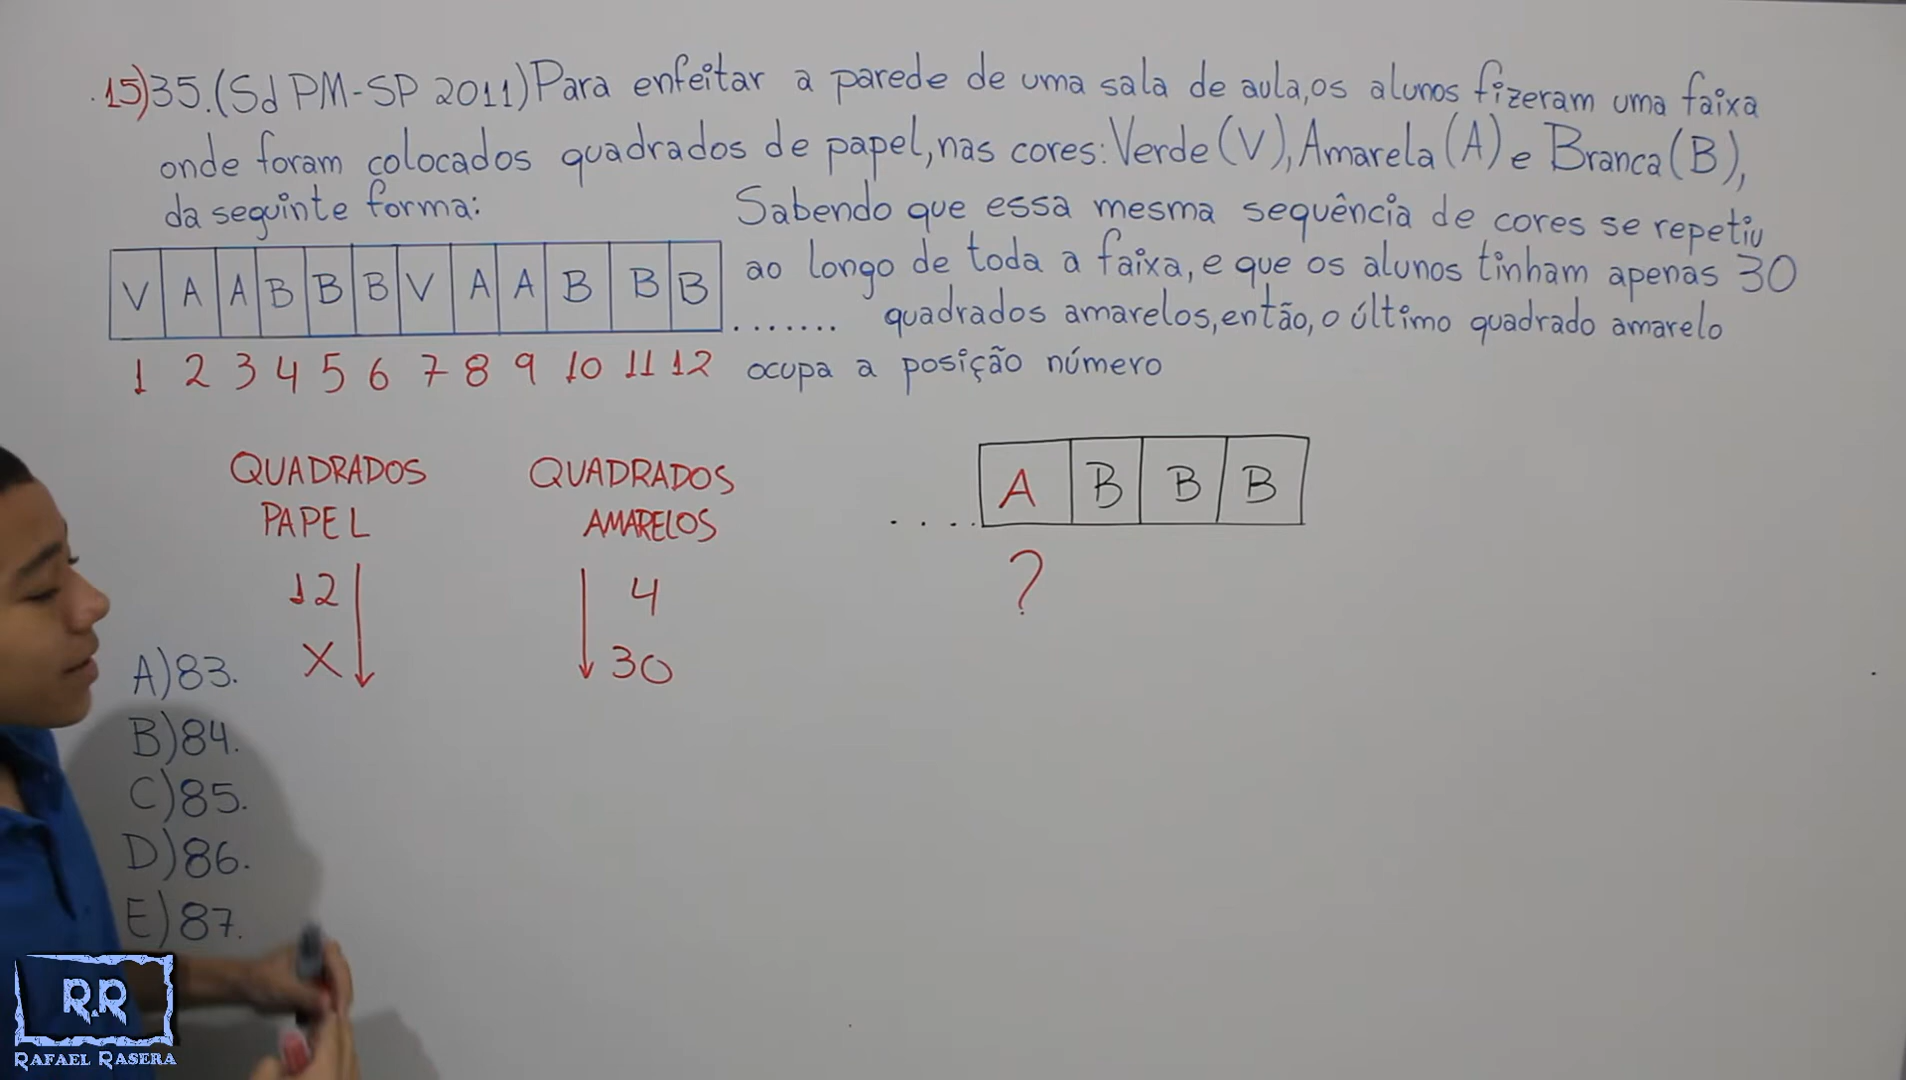 15)35.(Sd PM-SP 2011)Para enfeitar a parede de uma sala de aula,os alunos fizeram uma faixa
onde foram colocados quadrados de papel,nas cores:Verde(V),Amarela(A) e Branca(B),
da seguinte forma:
V A A B B B V A A B B B
1 2 3 4 5 6 7 8 9 10 11 12
Sabendo que essa mesma sequência de cores se repetiu
ao longo de toda a faixa, e que os alunos tinham apenas 30
....... quadrados amarelos,então,o último quadrado amarelo
ocupa a posição número
QUADRADOS
PAPEL
12
X
QUADRADOS
AMARELOS
4
30
.... A B B B
?
A)83.
B)84.
C)85.
D)86.
E)87.
R.R
RAFAEL RASERA